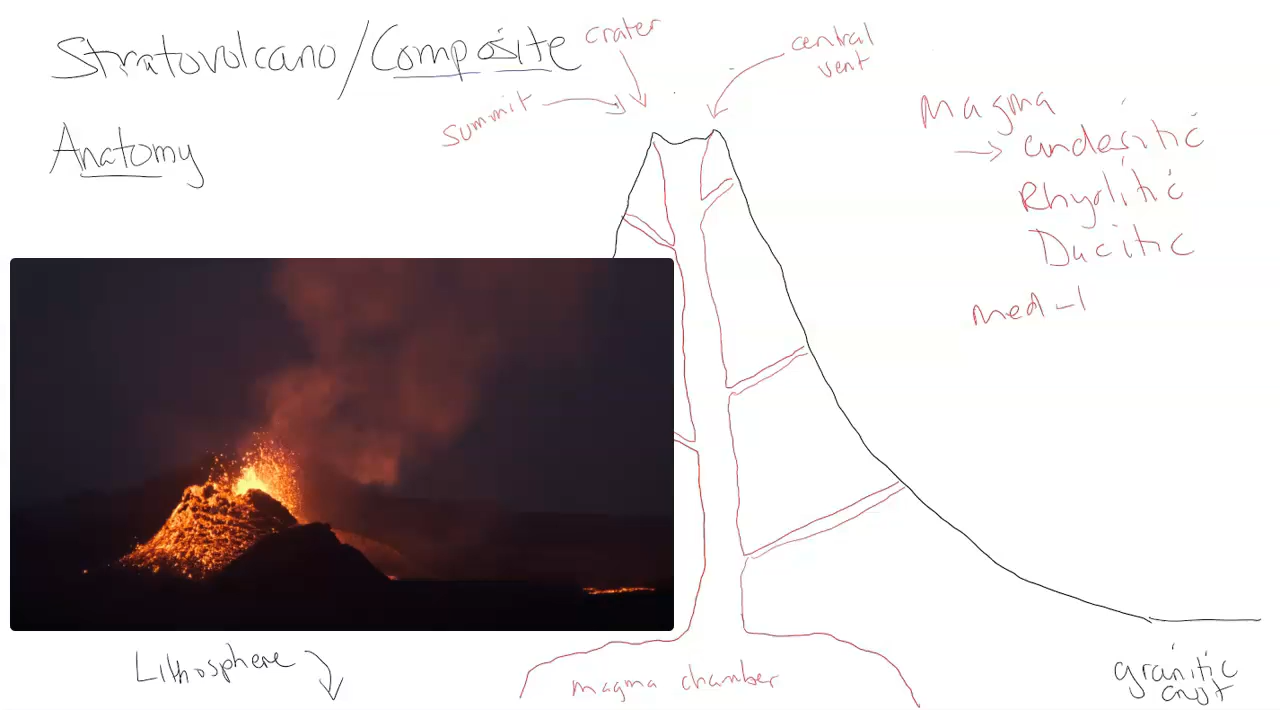 Stratovolcano/Composite
Anatomy
crater
summit
central
vent
Magma
→ andesitic
Rhyolitic
Dacitic
med-l
Lithosphere
magma chamber
granitic
crust